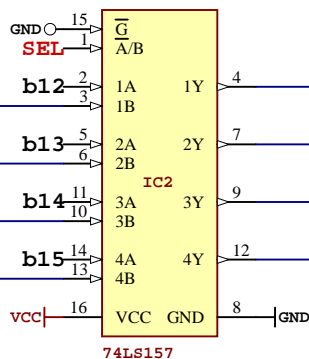 GND 15 G
SEL 1 A/B
b12 2 1A 1Y 4
3 1B
b13 5 2A 2Y 7
6 2B
IC2
b14 11 3A 3Y 9
10 3B
b15 14 4A 4Y 12
13 4B
VCC 16 VCC GND 8 GND
74LS157